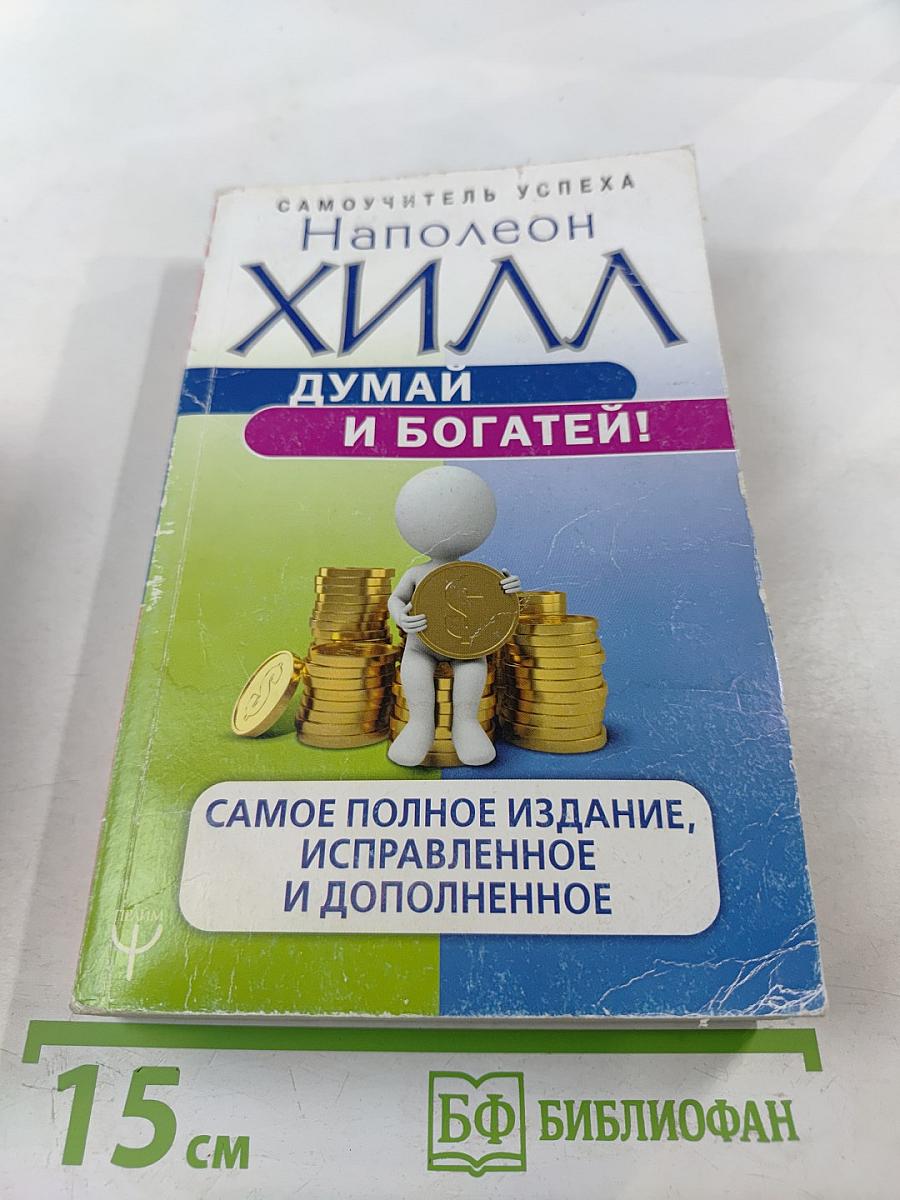 САМОУЧИТЕЛЬ УСПЕХА
Наполеон
ХИЛЛ
ДУМАЙ
И БОГАТЕЙ!
САМОЕ ПОЛНОЕ ИЗДАНИЕ,
ИСПРАВЛЕННОЕ
И ДОПОЛНЕННОЕ
ПРАЙМ
15 см
БФ БИБЛИОФАН